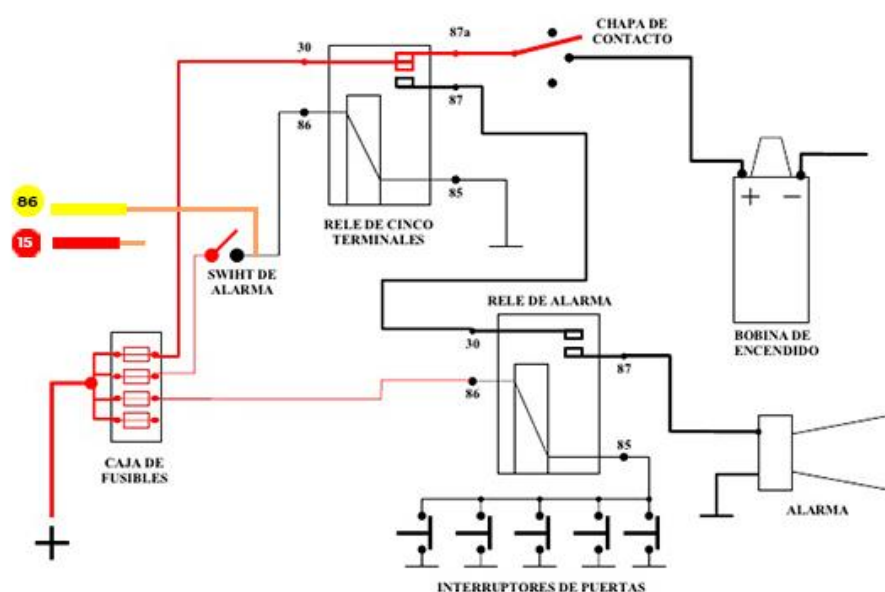 CHAPA DE
CONTACTO
87a
30
87
86
85
86
15
RELE DE CINCO
TERMINALES
SWIHT DE
ALARMA
RELE DE ALARMA
+ −
BOBINA DE
ENCENDIDO
30
87
86
85
CAJA DE
FUSIBLES
ALARMA
+
INTERRUPTORES DE PUERTAS